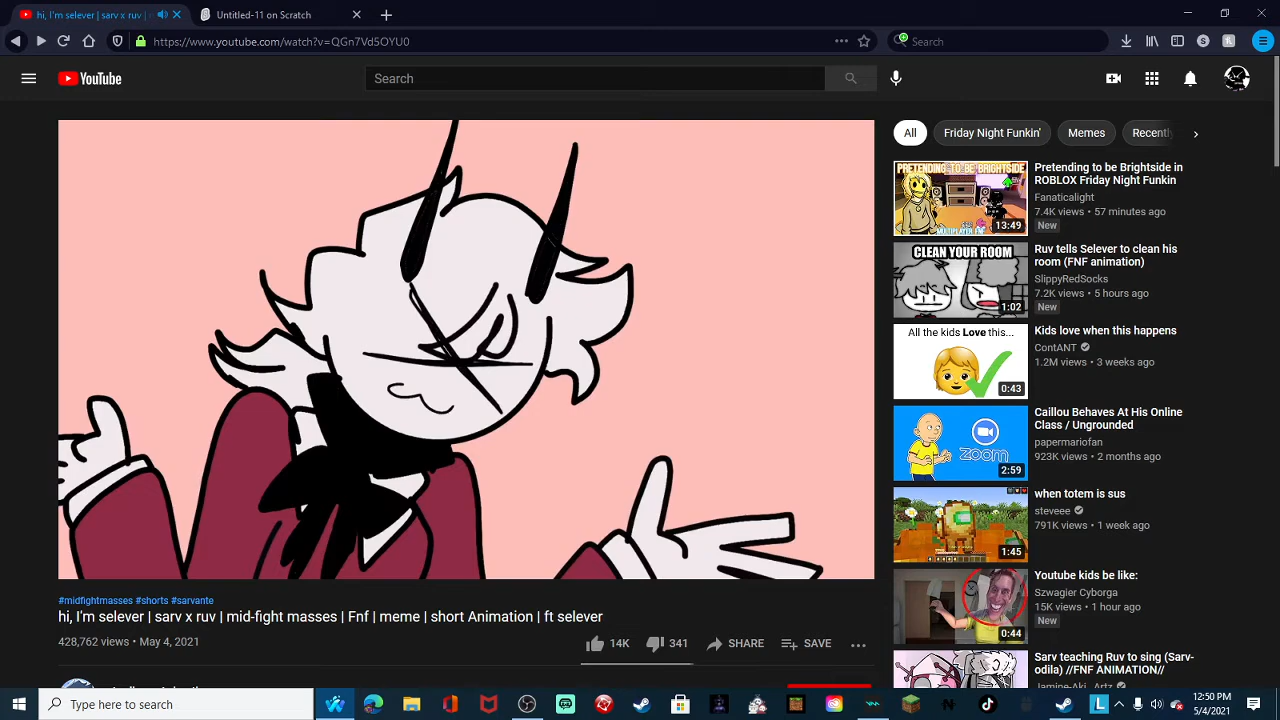 hi, I'm selever | sarv x ruv |
Untitled-11 on Scratch
https://www.youtube.com/watch?v=QGn7Vd5OYU0
Search
YouTube
Search
All
Friday Night Funkin'
Memes
Recently
PRETENDING TO BE BRIGHTSIDE
13:49
Pretending to be Brightside in
ROBLOX Friday Night Funkin
Fanaticalight
7.4K views • 57 minutes ago
New
CLEAN YOUR ROOM
1:02
Ruv tells Selever to clean his
room (FNF animation)
SlippyRedSocks
7.2K views • 5 hours ago
New
All the kids Love this...
0:43
Kids love when this happens
ContANT
1.2M views • 3 weeks ago
zoom
2:59
Caillou Behaves At His Online
Class / Ungrounded
papermariofan
923K views • 2 months ago
1:45
when totem is sus
steveee
791K views • 1 week ago
0:44
Youtube kids be like:
Szwagier Cyborga
15K views • 1 hour ago
New
Sarv teaching Ruv to sing (Sarv-
odila) //FNF ANIMATION//
#midfightmasses #shorts #sarvante
hi, I'm selever | sarv x ruv | mid-fight masses | Fnf | meme | short Animation | ft selever
428,762 views • May 4, 2021
14K
341
SHARE
SAVE
Type here to search
12:50 PM
5/4/2021